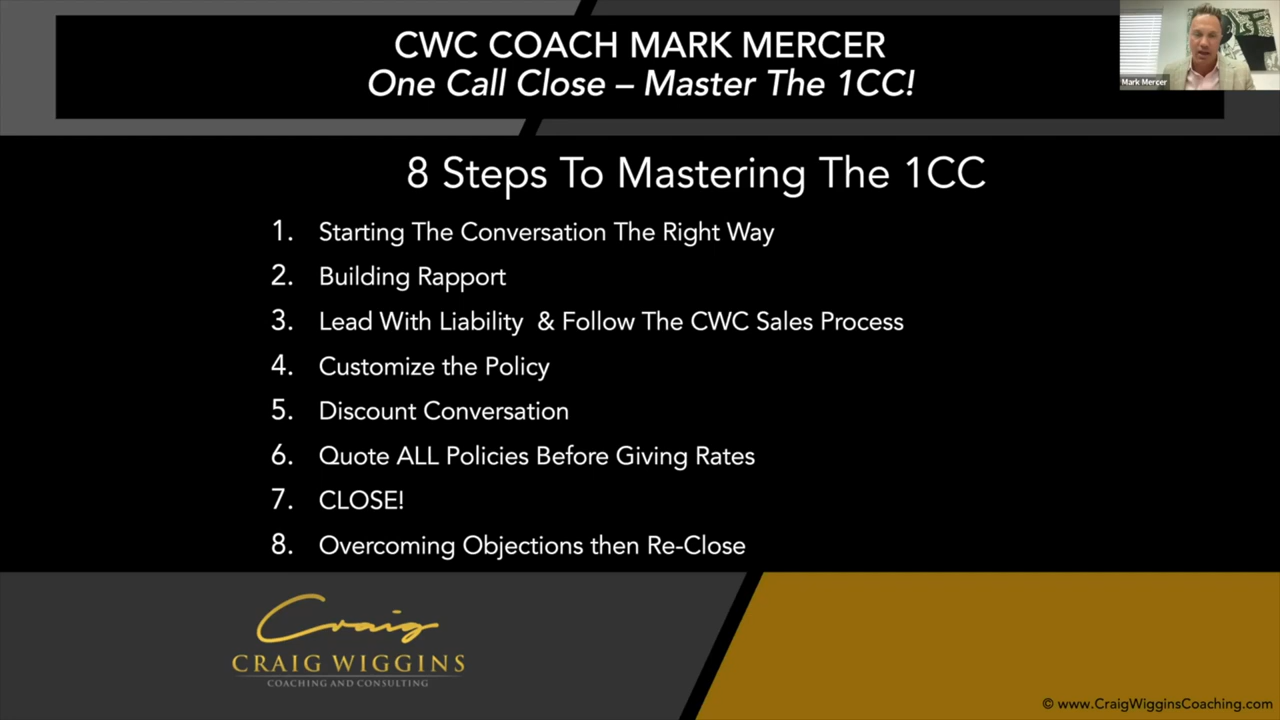 CWC COACH MARK MERCER
One Call Close – Master The 1CC!
Mark Mercer
8 Steps To Mastering The 1CC
1. Starting The Conversation The Right Way
2. Building Rapport
3. Lead With Liability & Follow The CWC Sales Process
4. Customize the Policy
5. Discount Conversation
6. Quote ALL Policies Before Giving Rates
7. CLOSE!
8. Overcoming Objections then Re-Close
Craig
CRAIG WIGGINS
COACHING AND CONSULTING
© www.CraigWigginsCoaching.com